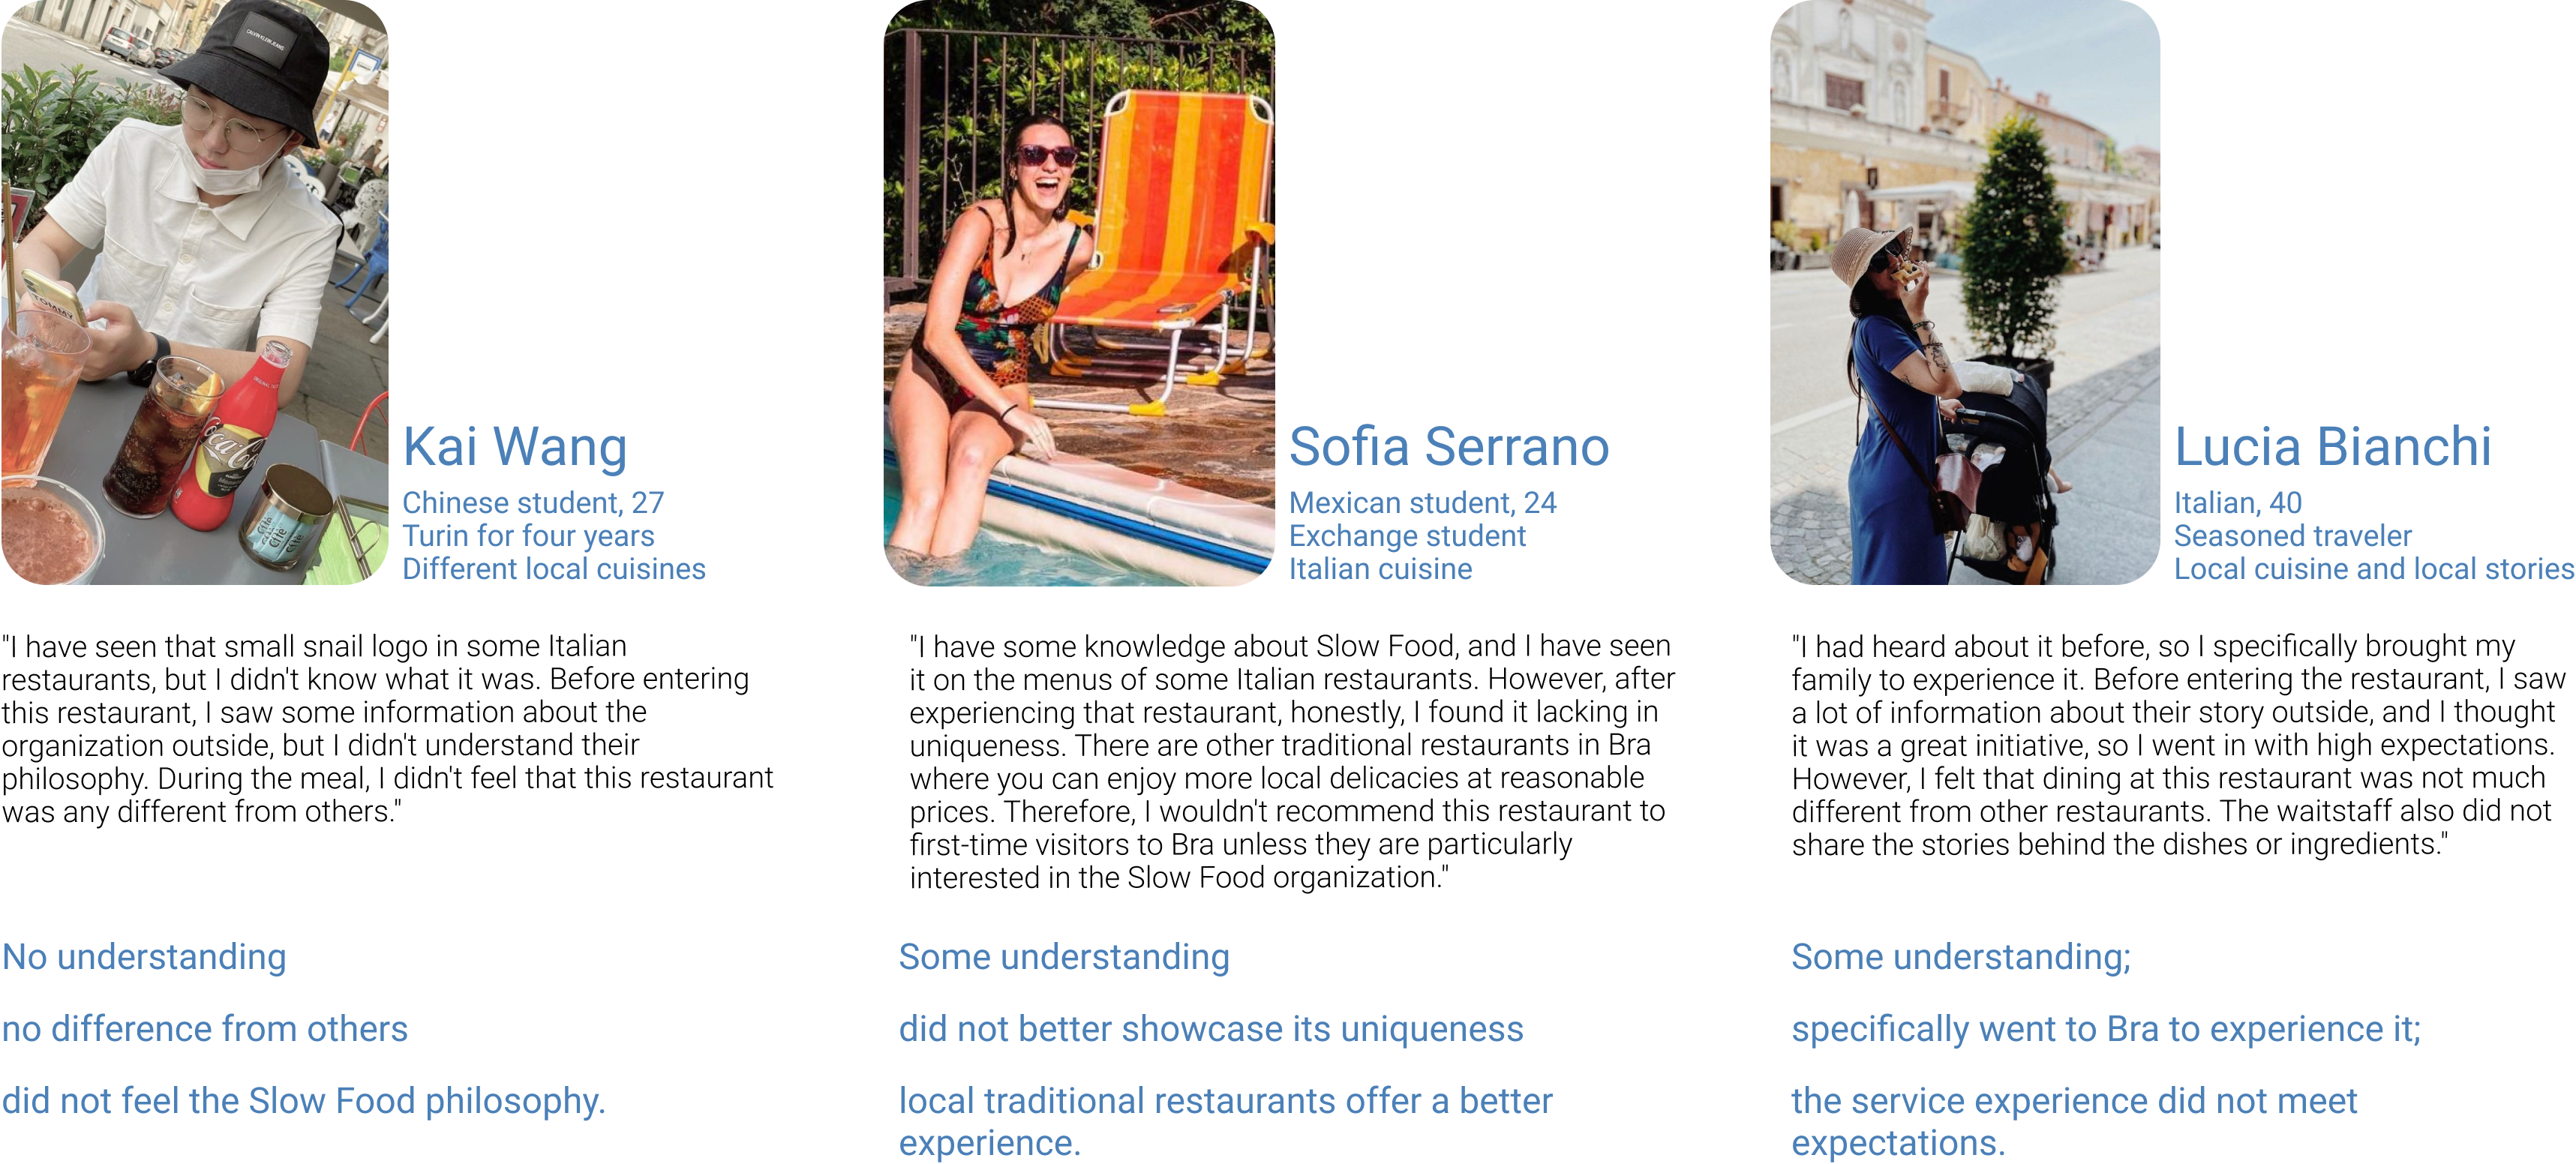 CALVIN KLEIN JEANS
TOMMY
Coca-Cola
Kai Wang
Chinese student, 27
Turin for four years
Different local cuisines
"I have seen that small snail logo in some Italian
restaurants, but I didn't know what it was. Before entering
this restaurant, I saw some information about the
organization outside, but I didn't understand their
philosophy. During the meal, I didn't feel that this restaurant
was any different from others."
No understanding
no difference from others
did not feel the Slow Food philosophy.
Sofia Serrano
Mexican student, 24
Exchange student
Italian cuisine
"I have some knowledge about Slow Food, and I have seen
it on the menus of some Italian restaurants. However, after
experiencing that restaurant, honestly, I found it lacking in
uniqueness. There are other traditional restaurants in Bra
where you can enjoy more local delicacies at reasonable
prices. Therefore, I wouldn't recommend this restaurant to
first-time visitors to Bra unless they are particularly
interested in the Slow Food organization."
Some understanding
did not better showcase its uniqueness
local traditional restaurants offer a better
experience.
Lucia Bianchi
Italian, 40
Seasoned traveler
Local cuisine and local stories
"I had heard about it before, so I specifically brought my
family to experience it. Before entering the restaurant, I saw
a lot of information about their story outside, and I thought
it was a great initiative, so I went in with high expectations.
However, I felt that dining at this restaurant was not much
different from other restaurants. The waitstaff also did not
share the stories behind the dishes or ingredients."
Some understanding;
specifically went to Bra to experience it;
the service experience did not meet
expectations.